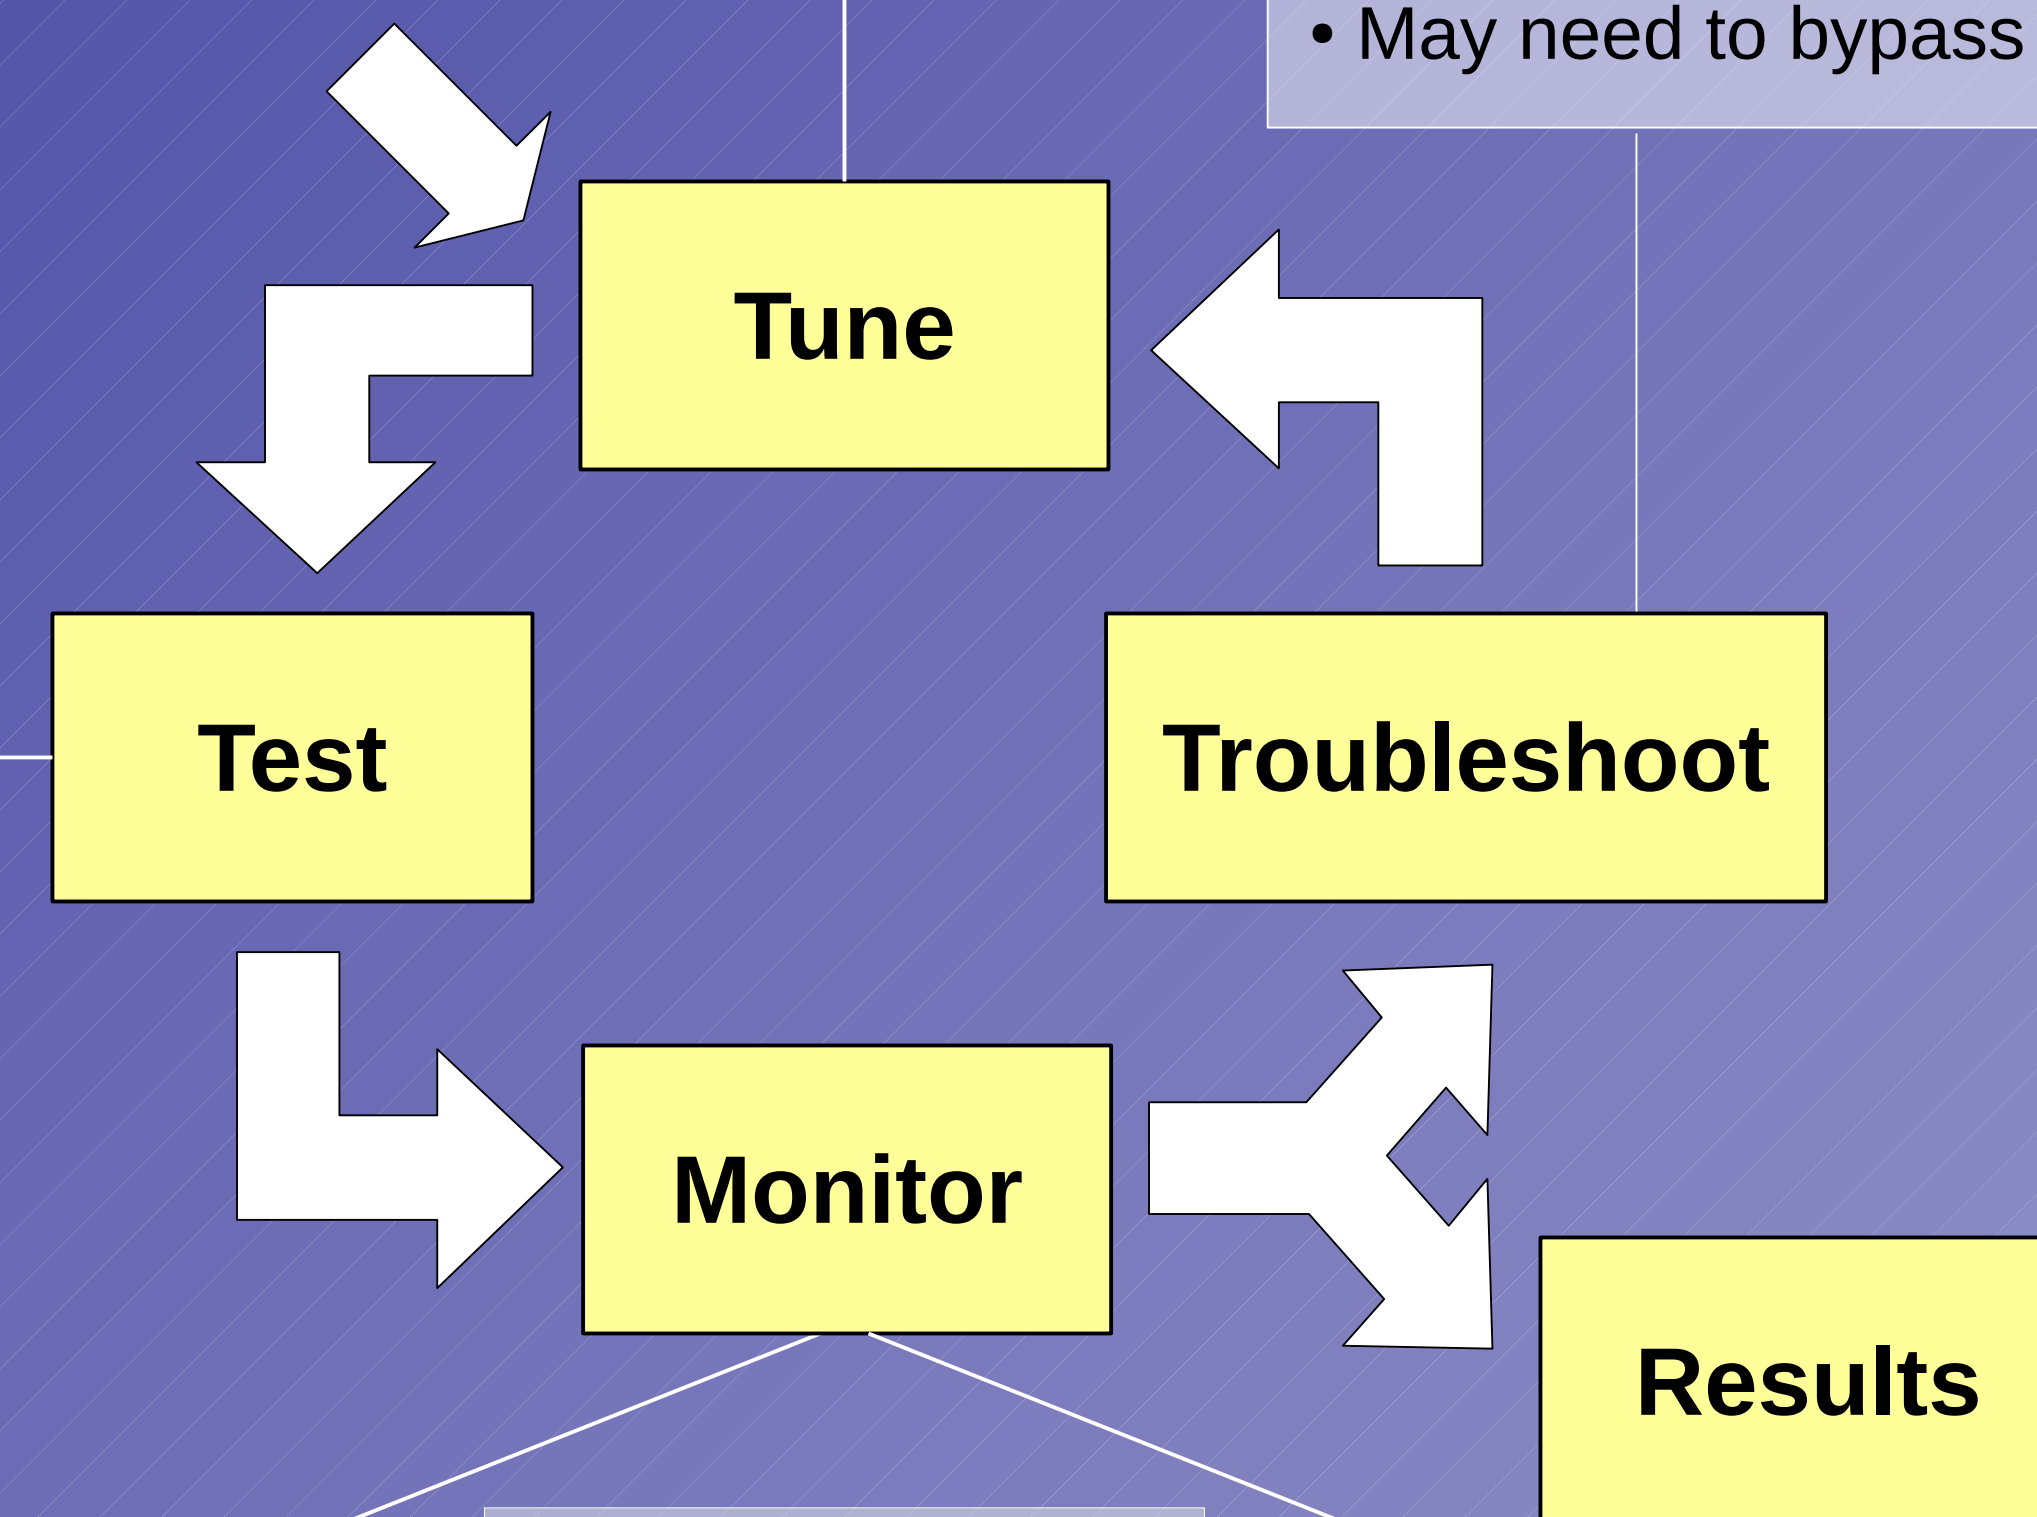 • May need to bypass
Tune
Test
Troubleshoot
Monitor
Results